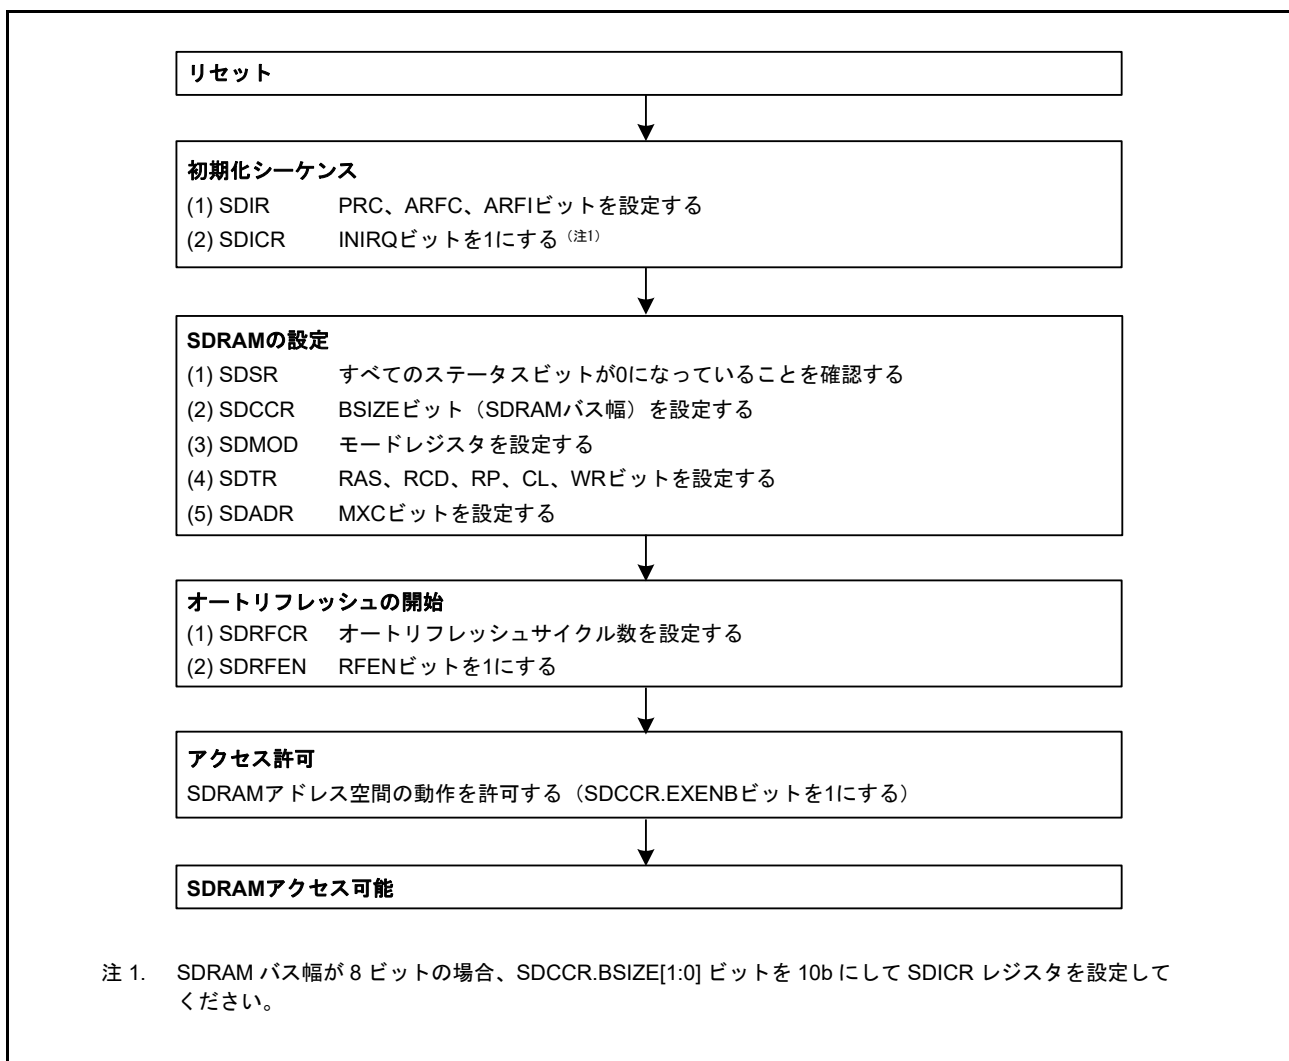 リセット
初期化シーケンス
(1) SDIR PRC、ARFC、ARFIビットを設定する
(2) SDICR INIRQビットを1にする（注1）
SDRAMの設定
(1) SDSR すべてのステータスビットが0になっていることを確認する
(2) SDCCR BSIZEビット（SDRAMバス幅）を設定する
(3) SDMOD モードレジスタを設定する
(4) SDTR RAS、RCD、RP、CL、WRビットを設定する
(5) SDADR MXCビットを設定する
オートリフレッシュの開始
(1) SDRFCR オートリフレッシュサイクル数を設定する
(2) SDRFEN RFENビットを1にする
アクセス許可
SDRAMアドレス空間の動作を許可する（SDCCR.EXENBビットを1にする）
SDRAMアクセス可能
注 1. SDRAM バス幅が 8 ビットの場合、SDCCR.BSIZE[1:0] ビットを 10b にして SDICR レジスタを設定して
ください。